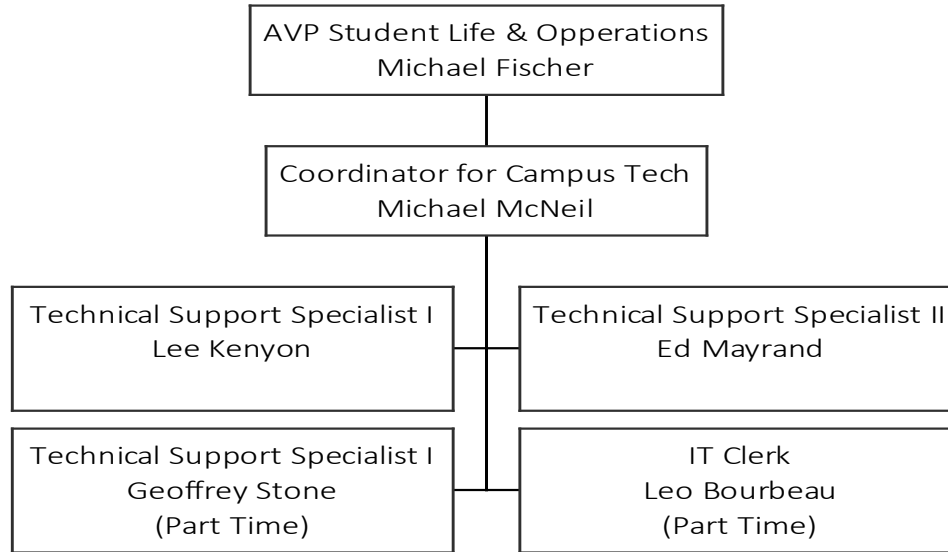 AVP Student Life & Opperations
Michael Fischer
Coordinator for Campus Tech
Michael McNeil
Technical Support Specialist I
Lee Kenyon
Technical Support Specialist II
Ed Mayrand
Technical Support Specialist I
Geoffrey Stone
(Part Time)
IT Clerk
Leo Bourbeau
(Part Time)